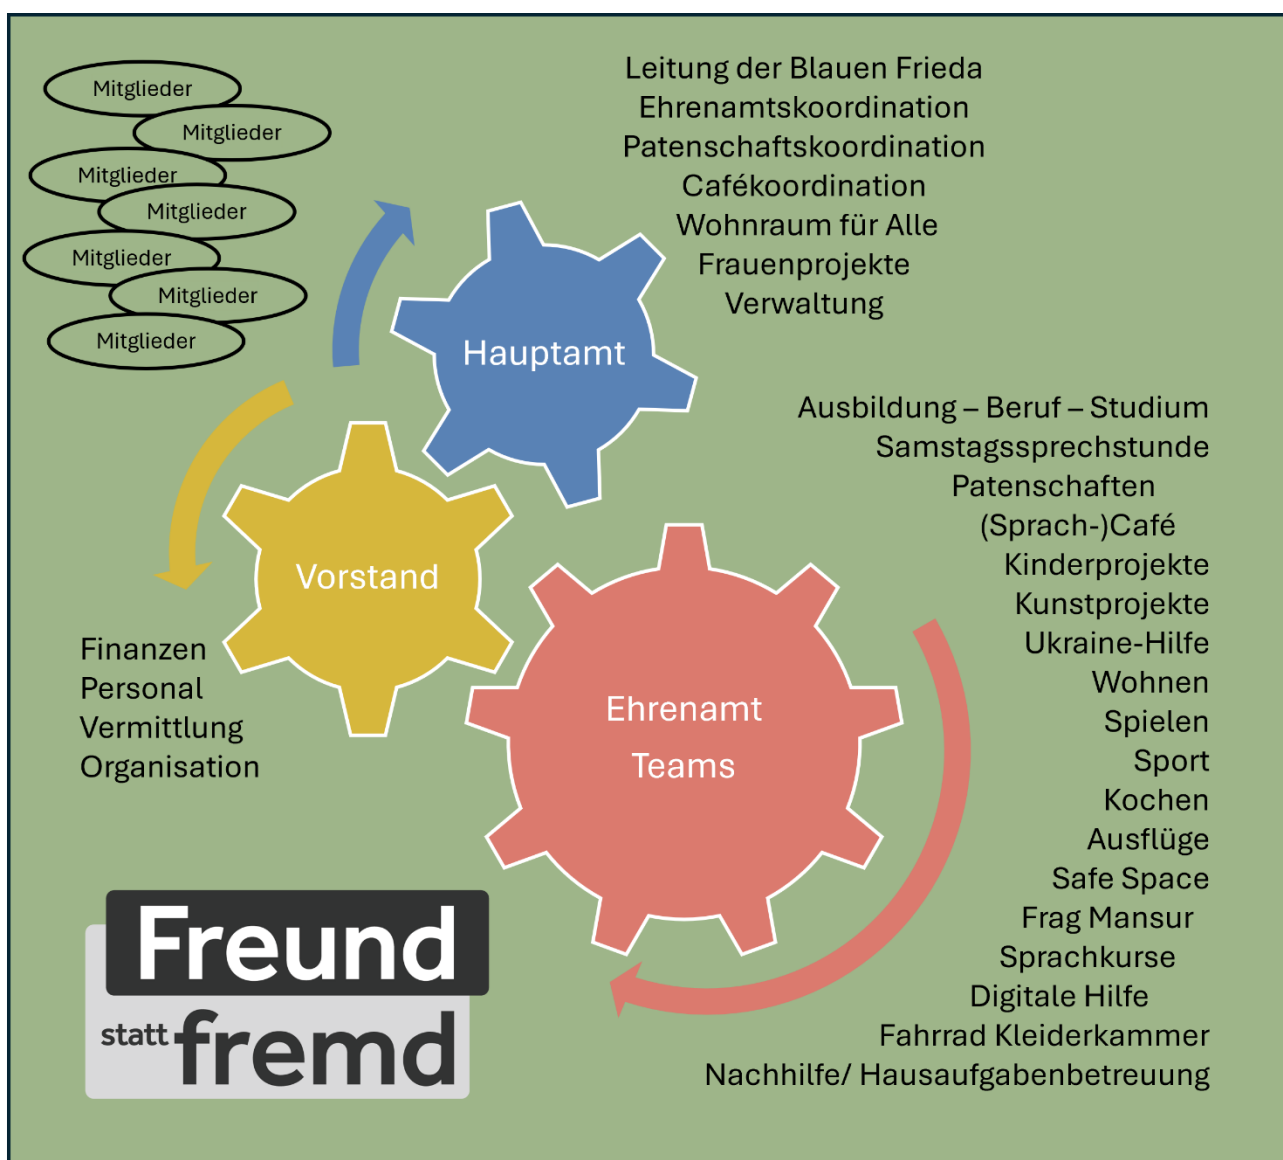 Mitglieder
Mitglieder
Mitglieder
Mitglieder
Mitglieder
Mitglieder
Mitglieder
Leitung der Blauen Frieda
Ehrenamtskoordination
Patenschaftskoordination
Cafékoordination
Wohnraum für Alle
Frauenprojekte
Verwaltung
Hauptamt
Vorstand
Finanzen
Personal
Vermittlung
Organisation
Ehrenamt
Teams
Ausbildung – Beruf – Studium
Samstagssprechstunde
Patenschaften
(Sprach-)Café
Kinderprojekte
Kunstprojekte
Ukraine-Hilfe
Wohnen
Spielen
Sport
Kochen
Ausflüge
Safe Space
Frag Mansur
Sprachkurse
Digitale Hilfe
Fahrrad Kleiderkammer
Nachhilfe/ Hausaufgabenbetreuung
Freund
statt fremd